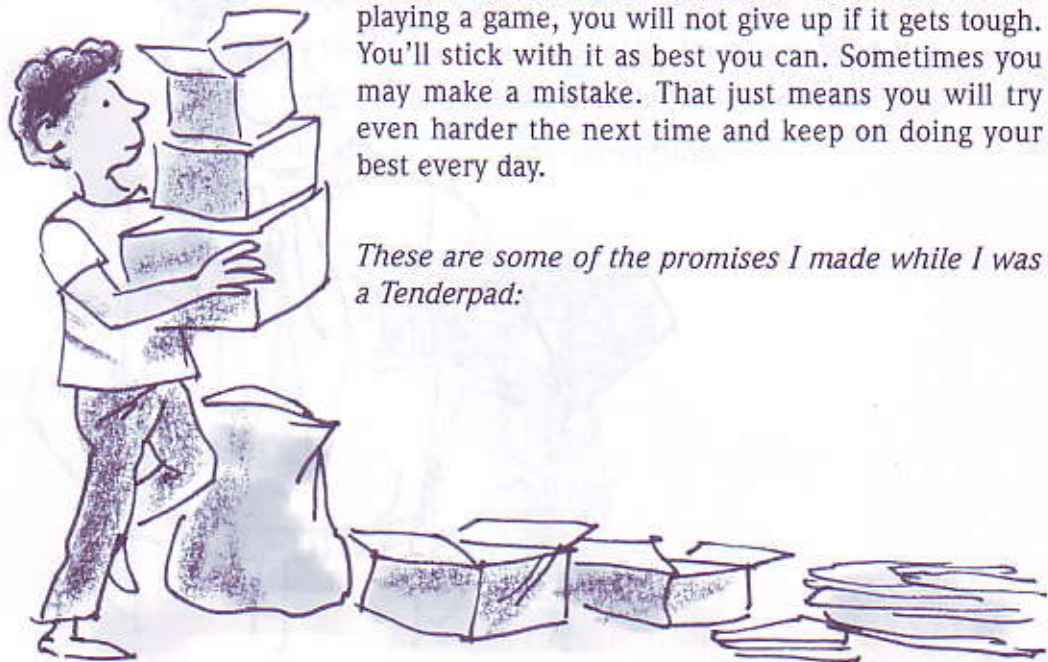 playing a game, you will not give up if it gets tough.
You'll stick with it as best you can. Sometimes you
may make a mistake. That just means you will try
even harder the next time and keep on doing your
best every day.
These are some of the promises I made while I was
a Tenderpad: